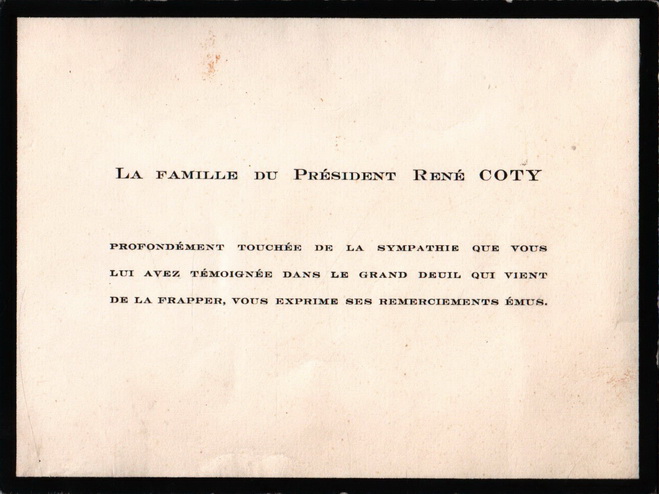 La famille du Président René COTY
profondément touchée de la sympathie que vous
lui avez témoignée dans le grand deuil qui vient
de la frapper, vous exprime ses remerciements émus.